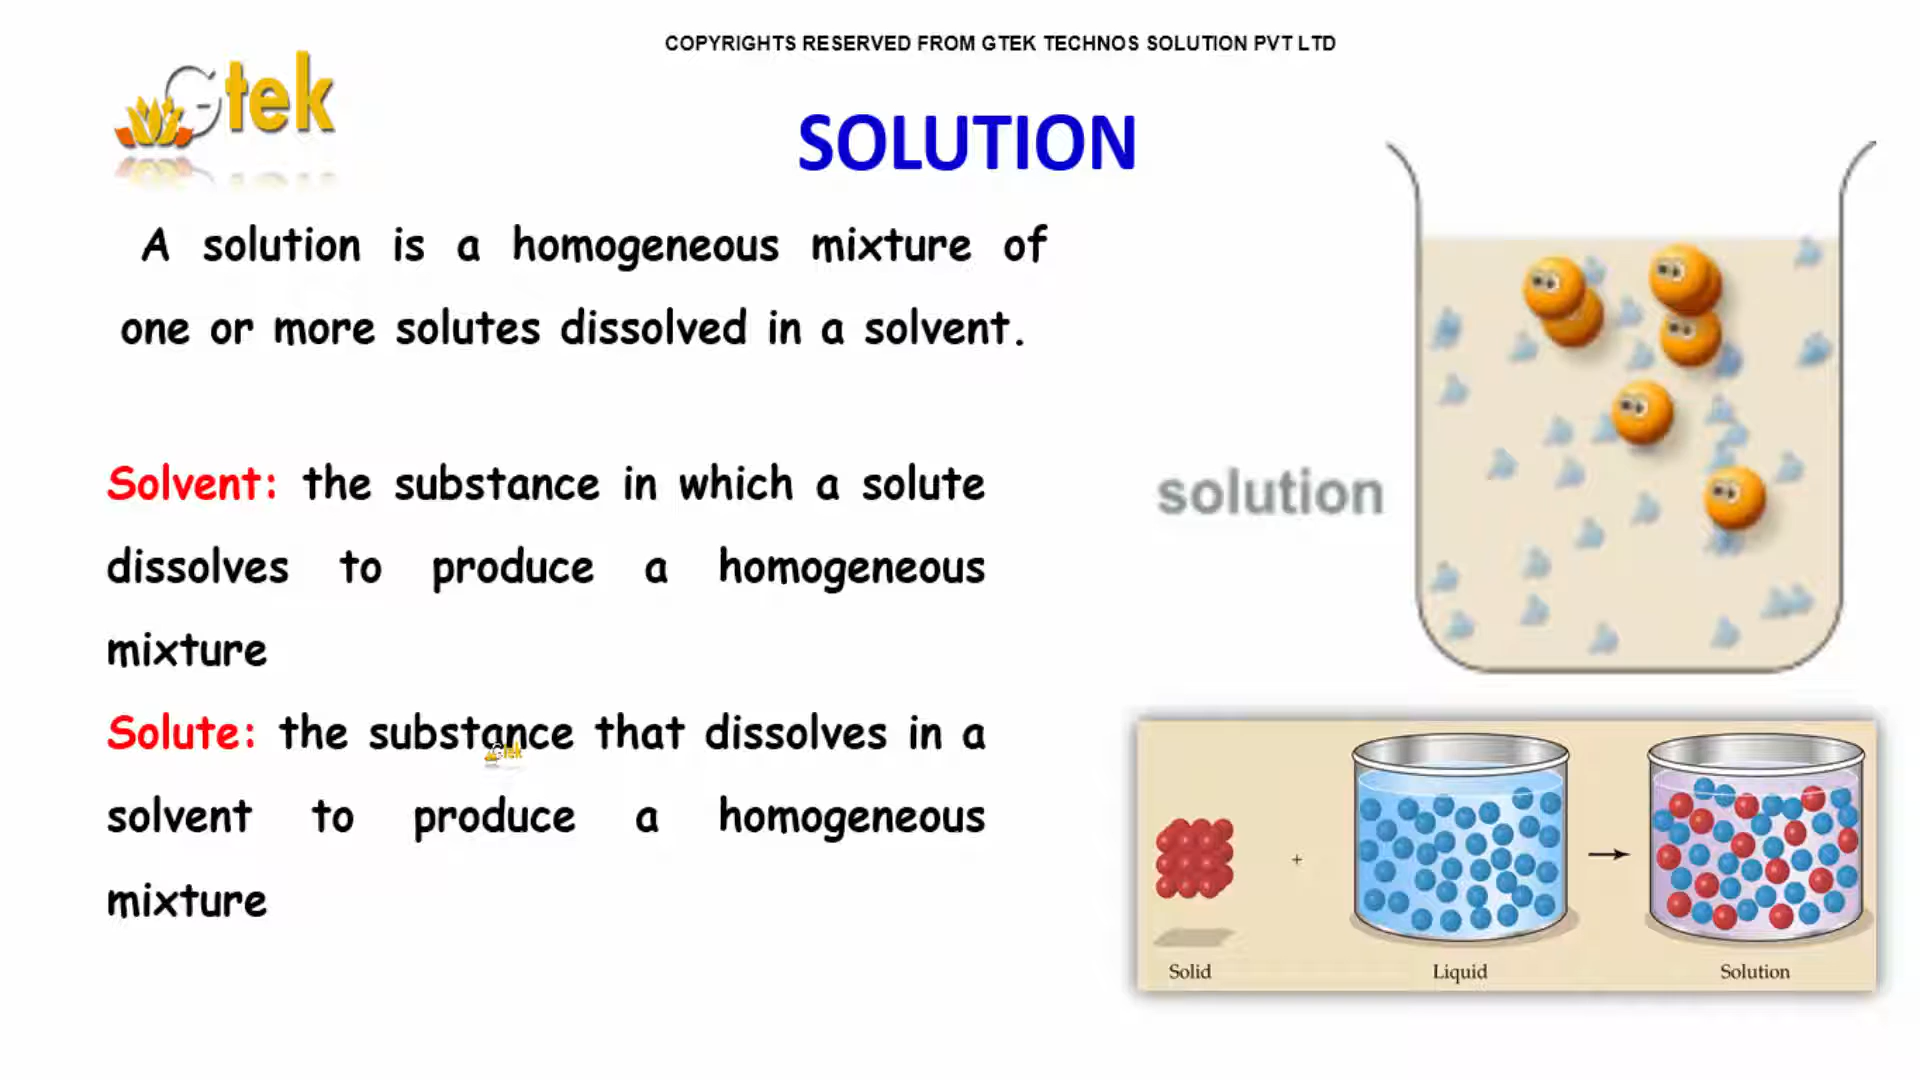 COPYRIGHTS RESERVED FROM GTEK TECHNOS SOLUTION PVT LTD
Gtek
SOLUTION
A solution is a homogeneous mixture of
one or more solutes dissolved in a solvent.
Solvent: the substance in which a solute
dissolves to produce a homogeneous
mixture
Solute: the substance that dissolves in a
solvent to produce a homogeneous
mixture
Gtek
solution
+
Solid
Liquid
Solution